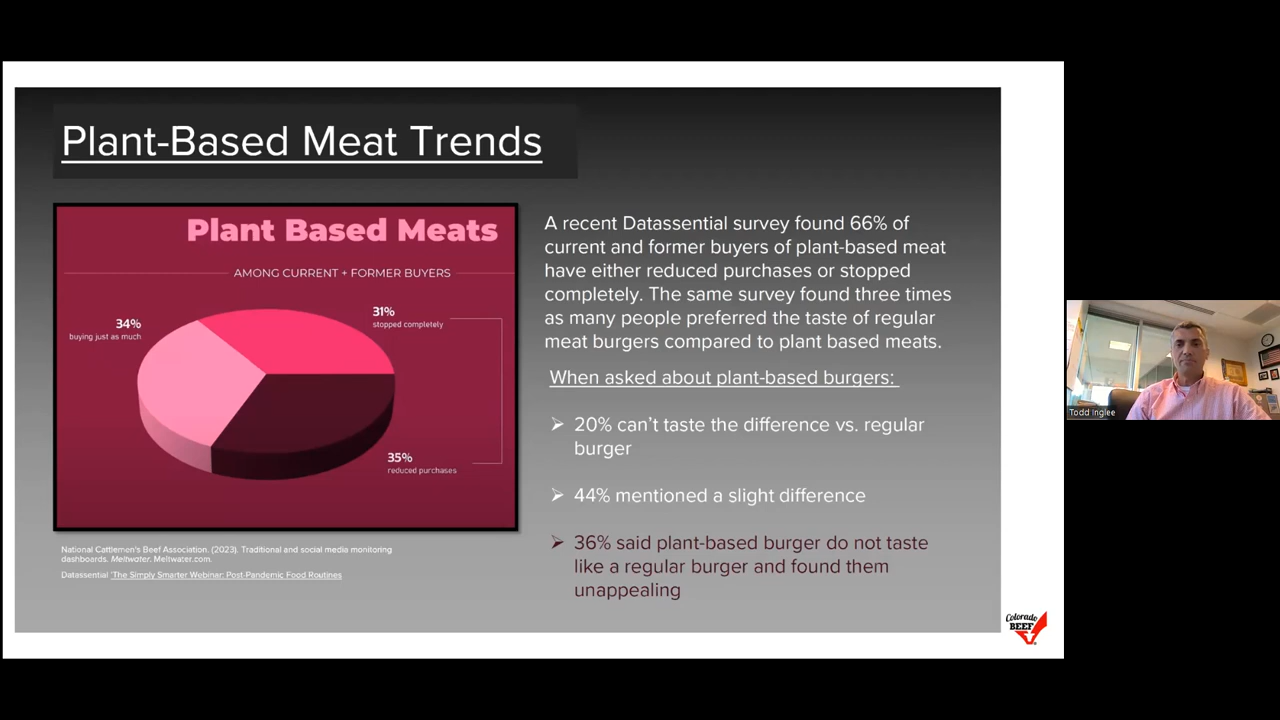 Plant-Based Meat Trends
Plant Based Meats
AMONG CURRENT + FORMER BUYERS
34%
buying just as much
31%
stopped completely
35%
reduced purchases
National Cattlemen's Beef Association. (2023). Traditional and social media monitoring
dashboards. Meltwater. Meltwater.com.
Datassential 'The Simply Smarter Webinar: Post-Pandemic Food Routines
A recent Datassential survey found 66% of
current and former buyers of plant-based meat
have either reduced purchases or stopped
completely. The same survey found three times
as many people preferred the taste of regular
meat burgers compared to plant based meats.
When asked about plant-based burgers:
➢ 20% can't taste the difference vs. regular
burger
➢ 44% mentioned a slight difference
➢ 36% said plant-based burger do not taste
like a regular burger and found them
unappealing
Colorado
BEEF
Todd Inglee